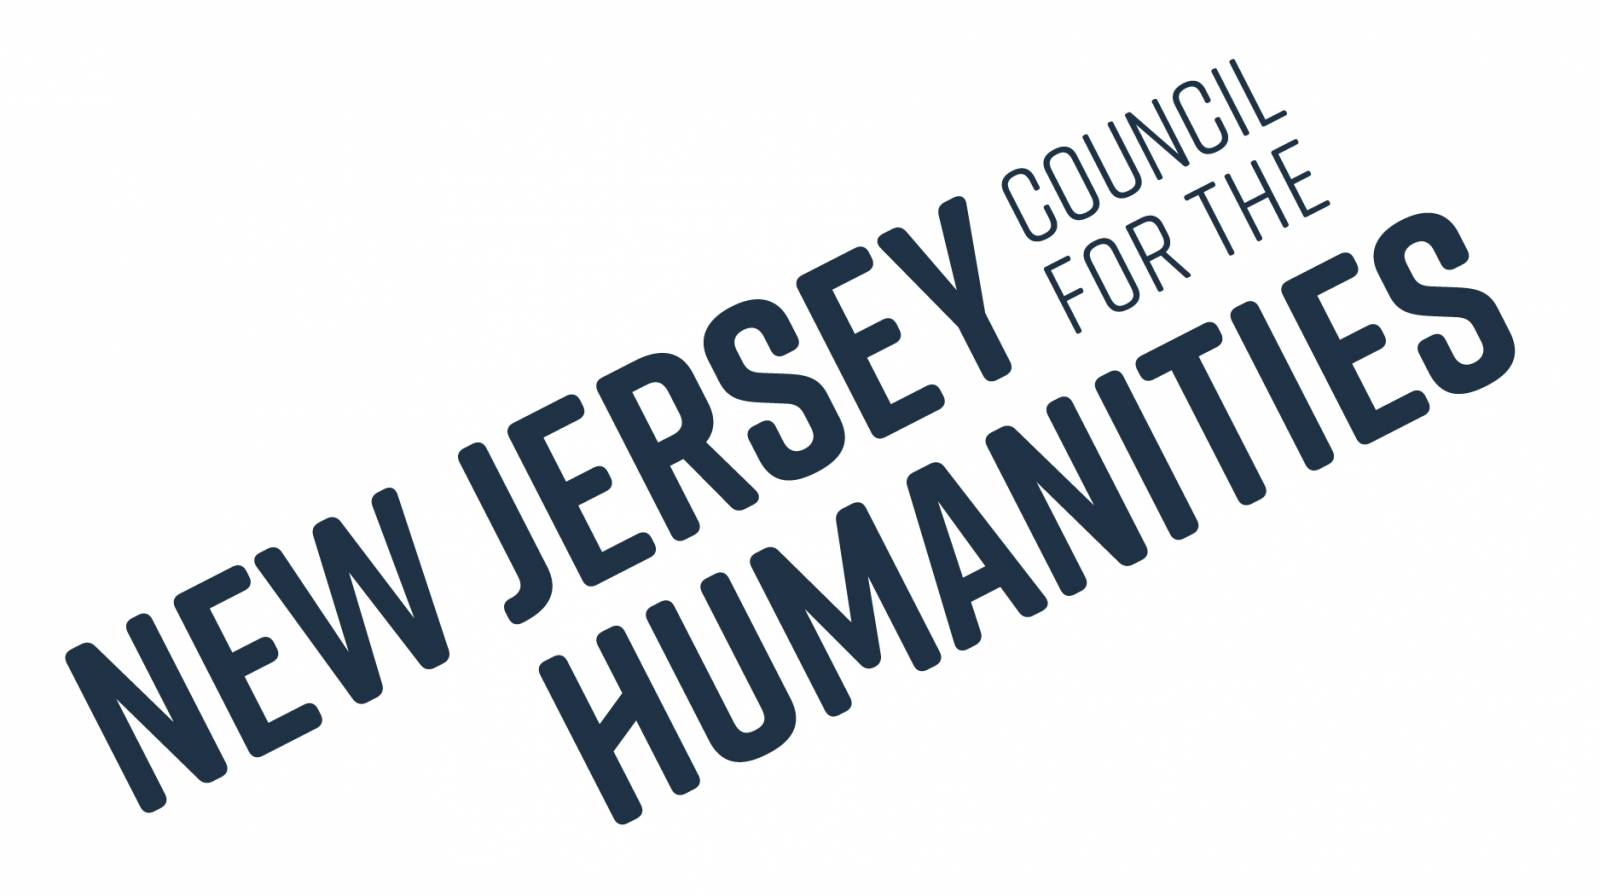 NEW JERSEY
COUNCIL
FOR THE
HUMANITIES